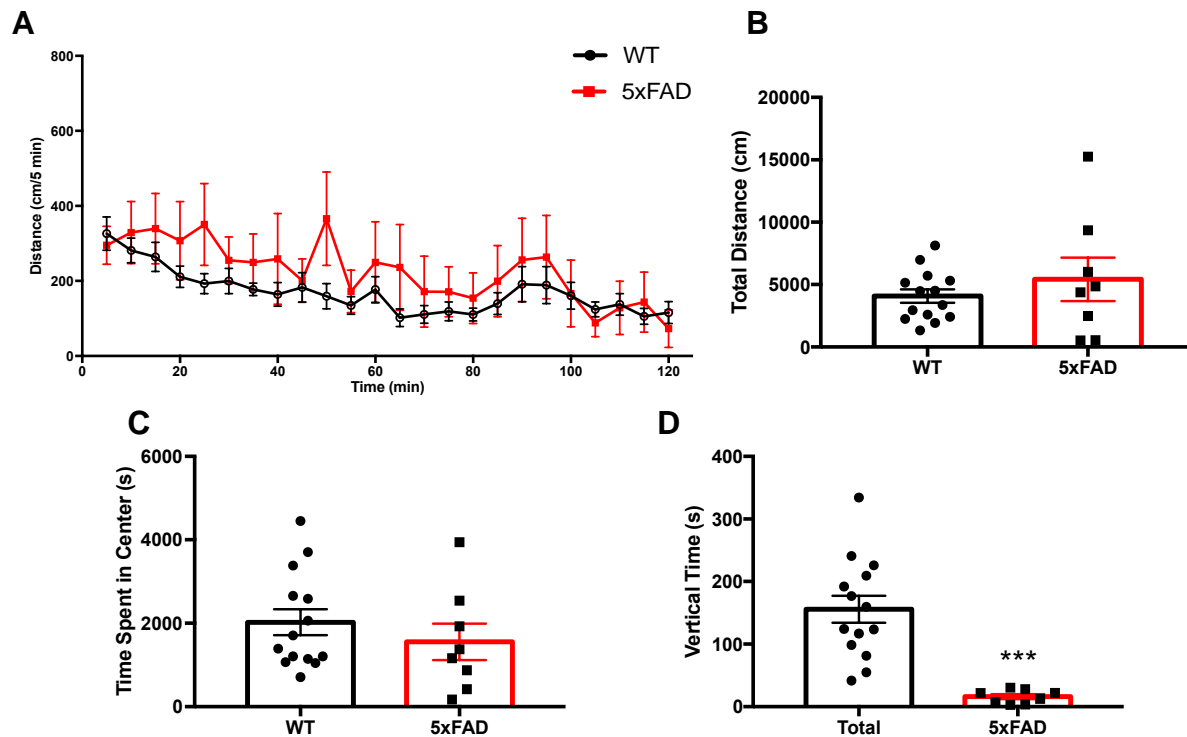 A
WT
5xFAD
800
600
400
200
0
Distance (cm/5 min)
0 20 40 60 80 100 120
Time (min)
B
20000
15000
10000
5000
0
Total Distance (cm)
WT 5xFAD
C
6000
4000
2000
0
Time Spent in Center (s)
WT 5xFAD
D
400
300
200
100
0
Vertical Time (s)
***
Total 5xFAD